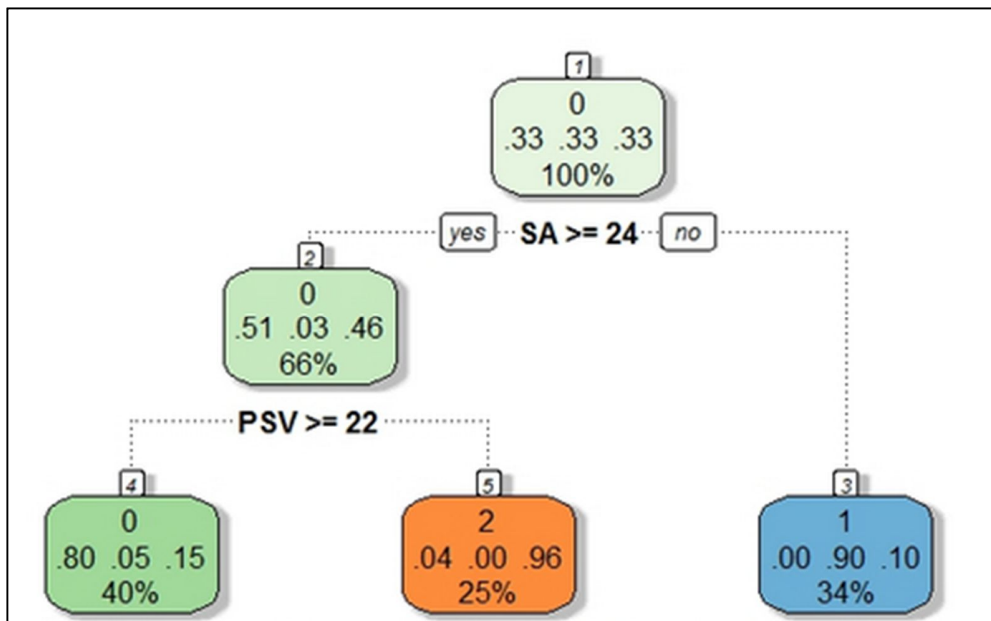 1
0
.33 .33 .33
100%
yes SA >= 24 no
2
0
.51 .03 .46
66%
PSV >= 22
4
0
.80 .05 .15
40%
5
2
.04 .00 .96
25%
3
1
.00 .90 .10
34%